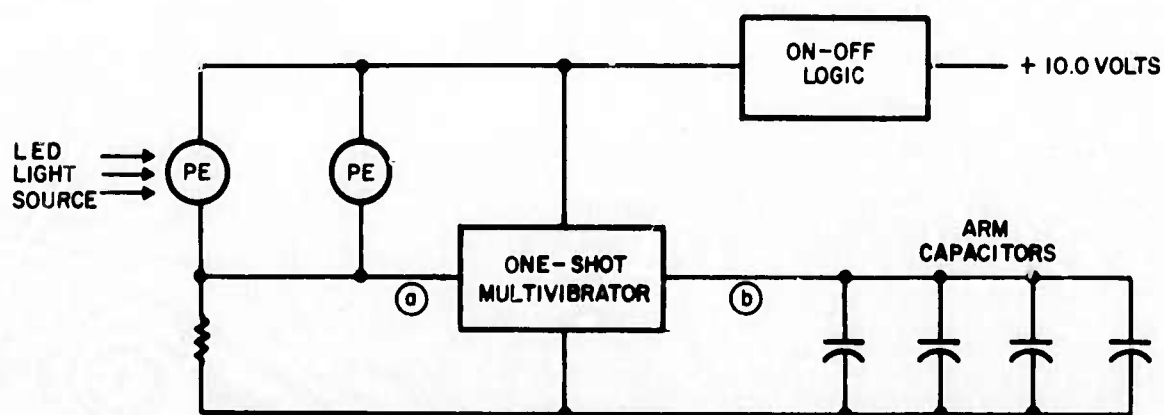 ON-OFF
LOGIC
+ 10.0 VOLTS
LED
LIGHT
SOURCE
PE
PE
ONE-SHOT
MULTIVIBRATOR
ARM
CAPACITORS
a
b